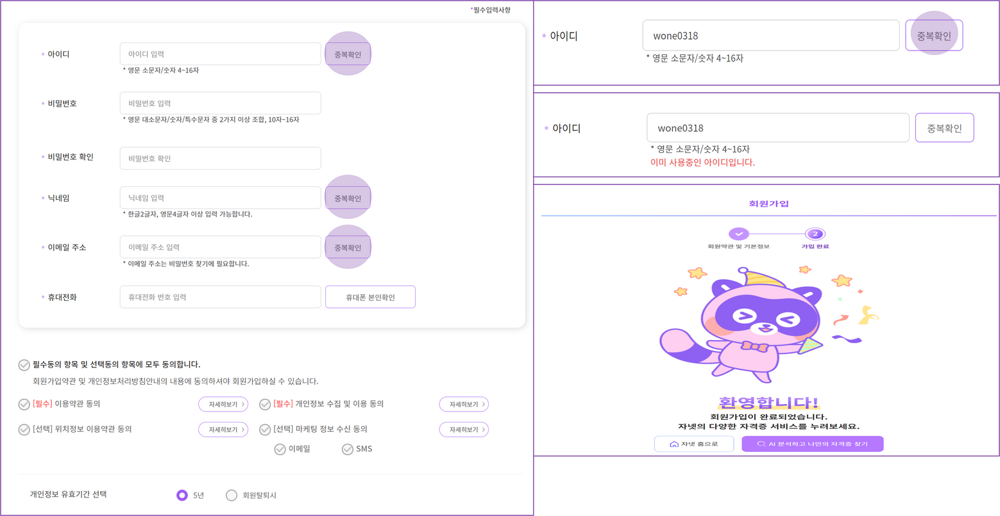 *필수입력사항
* 아이디
아이디 입력
중복확인
* 영문 소문자/숫자 4~16자
* 비밀번호
비밀번호 입력
* 영문 대소문자/숫자/특수문자 중 2가지 이상 조합, 10자~16자
* 비밀번호 확인
비밀번호 확인
* 닉네임
닉네임 입력
중복확인
* 한글2글자, 영문4글자 이상 입력 가능합니다.
* 이메일 주소
이메일 주소 입력
중복확인
* 이메일 주소는 비밀번호 찾기에 필요합니다.
* 휴대전화
휴대전화 번호 입력
휴대폰 본인확인
필수동의 항목 및 선택동의 항목에 모두 동의합니다.
회원가입약관 및 개인정보처리방침안내의 내용에 동의하셔야 회원가입하실 수 있습니다.
[필수] 이용약관 동의
자세히보기 >
[필수] 개인정보 수집 및 이용 동의
자세히보기 >
[선택] 위치정보 이용약관 동의
자세히보기 >
[선택] 마케팅 정보 수신 동의
자세히보기 >
이메일
SMS
개인정보 유효기간 선택
5년
회원탈퇴시
* 아이디
wone0318
중복확인
* 영문 소문자/숫자 4~16자
* 아이디
wone0318
중복확인
* 영문 소문자/숫자 4~16자
이미 사용중인 아이디입니다.
회원가입
2
회원약관 및 기본정보
가입 완료
환영합니다!
회원가입이 완료되었습니다.
자넷의 다양한 자격증 서비스를 누려보세요.
자넷 홈으로
AI 분석하고 나만의 자격증 찾기